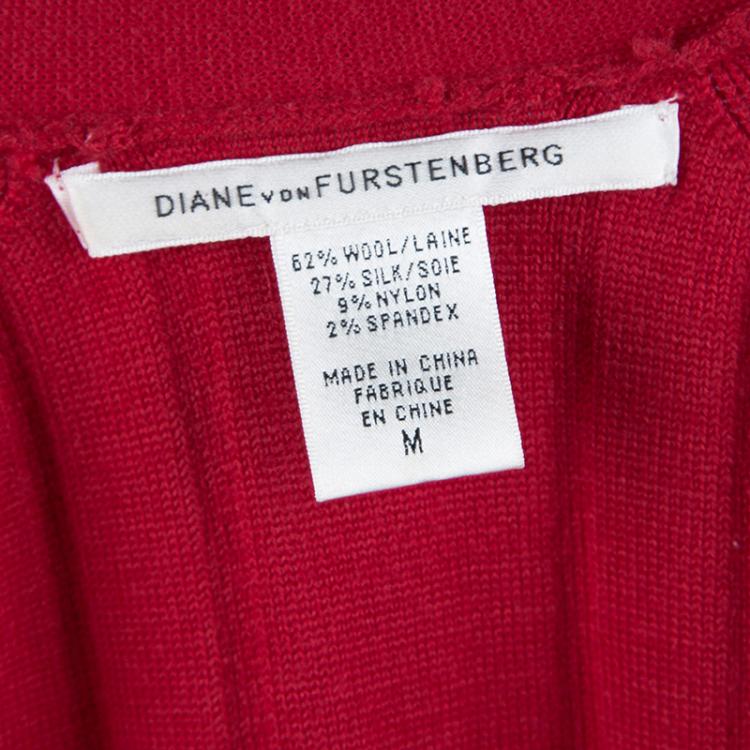 DIANE VON FURSTENBERG
62% WOOL/LAINE
27% SILK/SOIE
9% NYLON
2% SPANDEX
MADE IN CHINA
FABRIQUE
EN CHINE
M